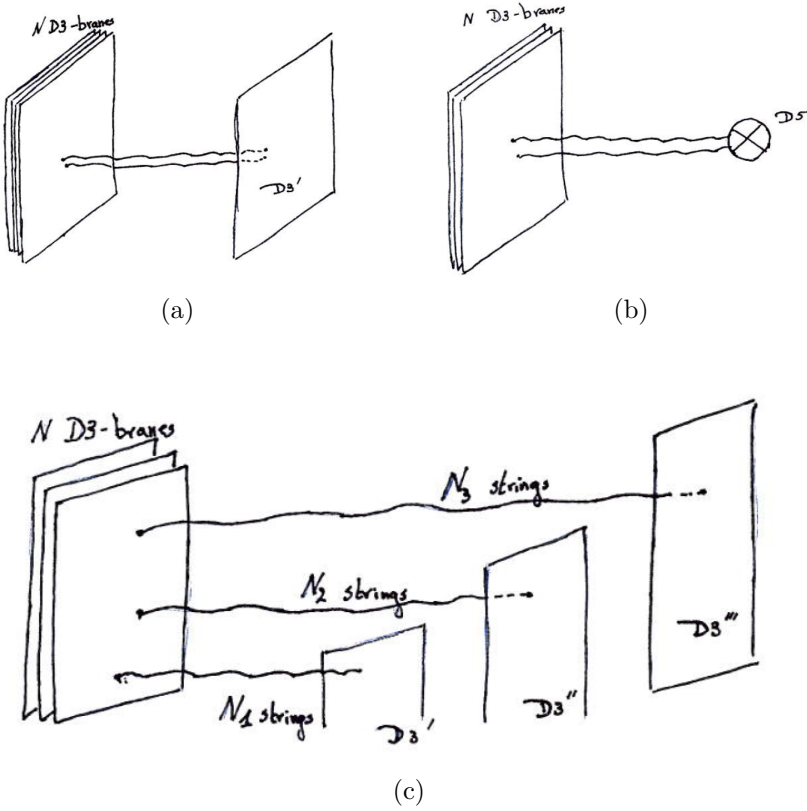 N D3-branes
D3'
(a)
N D3-branes
D5
(b)
N D3-branes
N3 strings
N2 strings
N1 strings
D3'
D3''
D3'''
(c)